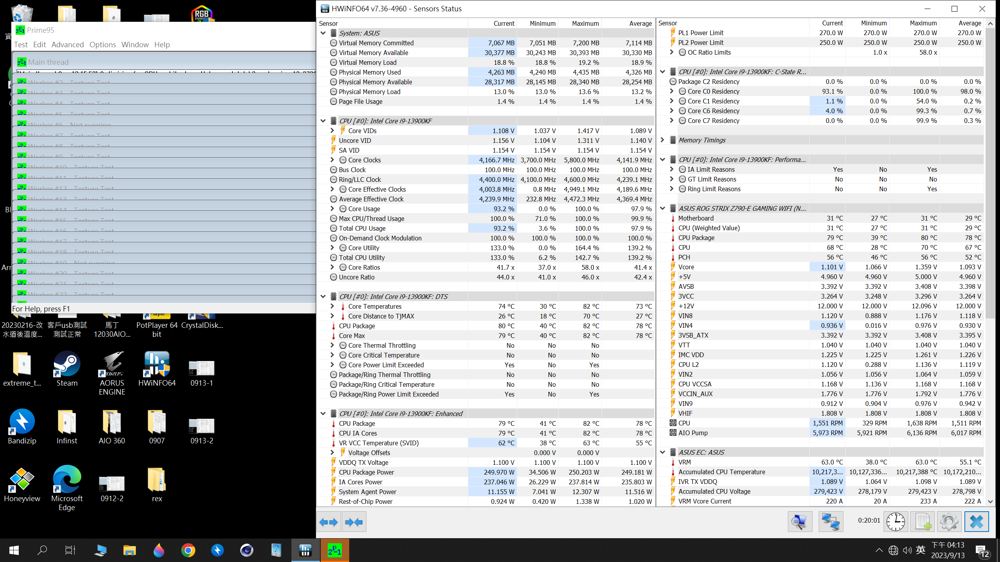 RGB
資
Prime95
Test Edit Advanced Options Window Help
Main thread
Worker #2 - Torture Test
Worker #3 - Torture Test
Worker #4 - Torture Test
Worker #5 - Torture Test
Worker #6 - Not running
Worker #7 - Torture Test
Worker #8 - Torture Test
Worker #9 - Torture Test
Worker #10 - Torture Test
Worker #11 - Torture Test
Worker #12 - Torture Test
Worker #13 - Torture Test
Worker #14 - Torture Test
Worker #15 - Torture Test
Worker #16 - Torture Test
Worker #17 - Torture Test
Worker #18 - Torture Test
Worker #19 - Not running
Worker #20 - Torture Test
Worker #21 - Torture Test
Worker #22 - Torture Test
For Help, press F1
Bl
Arr
20230216-改水道後溫度...
客戶usb測試 測試正常
馬丁 12030AIO...
PotPlayer 64 bit
CrystalDisk...
extreme_t...
Steam
AORUS ENGINE
HWiNFO64
0913-1
Bandizip
Infinst
AIO 360
0907
0913-2
Honeyview
Microsoft Edge
0912-2
rex
HWiNFO64 v7.36-4960 - Sensors Status
Sensor Current Minimum Maximum Average
System: ASUS
Virtual Memory Committed 7,067 MB 7,051 MB 7,200 MB 7,114 MB
Virtual Memory Available 30,377 MB 30,243 MB 30,393 MB 30,330 MB
Virtual Memory Load 18.8 % 18.8 % 19.2 % 18.9 %
Physical Memory Used 4,263 MB 4,240 MB 4,435 MB 4,326 MB
Physical Memory Available 28,317 MB 28,145 MB 28,340 MB 28,254 MB
Physical Memory Load 13.0 % 13.0 % 13.6 % 13.2 %
Page File Usage 1.4 % 1.4 % 1.4 % 1.4 %
CPU [#0]: Intel Core i9-13900KF
Core VIDs 1.108 V 1.037 V 1.417 V 1.089 V
Uncore VID 1.156 V 1.104 V 1.311 V 1.140 V
SA VID 1.154 V 1.154 V 1.154 V 1.154 V
Core Clocks 4,166.7 MHz 3,700.0 MHz 5,800.0 MHz 4,141.9 MHz
Bus Clock 100.0 MHz 100.0 MHz 100.0 MHz 100.0 MHz
Ring/LLC Clock 4,400.0 MHz 4,100.0 MHz 4,600.0 MHz 4,239.1 MHz
Core Effective Clocks 4,003.8 MHz 0.8 MHz 4,949.1 MHz 4,189.6 MHz
Average Effective Clock 4,239.9 MHz 232.8 MHz 4,472.3 MHz 4,369.4 MHz
Core Usage 93.2 % 0.0 % 100.0 % 97.9 %
Max CPU/Thread Usage 100.0 % 71.0 % 100.0 % 99.9 %
Total CPU Usage 93.2 % 3.6 % 100.0 % 97.9 %
On-Demand Clock Modulation 100.0 % 100.0 % 100.0 % 100.0 %
Core Utility 133.0 % 0.0 % 164.4 % 139.2 %
Total CPU Utility 133.0 % 6.2 % 142.7 % 139.2 %
Core Ratios 41.7 x 37.0 x 58.0 x 41.4 x
Uncore Ratio 44.0 x 41.0 x 46.0 x 42.4 x
CPU [#0]: Intel Core i9-13900KF: DTS
Core Temperatures 74 °C 30 °C 82 °C 73 °C
Core Distance to TjMAX 26 °C 18 °C 70 °C 27 °C
CPU Package 80 °C 40 °C 82 °C 78 °C
Core Max 79 °C 40 °C 82 °C 78 °C
Core Thermal Throttling No No No
Core Critical Temperature No No No
Core Power Limit Exceeded Yes No Yes
Package/Ring Thermal Throttling No No No
Package/Ring Critical Temperature No No No
Package/Ring Power Limit Exceeded Yes No Yes
CPU [#0]: Intel Core i9-13900KF: Enhanced
CPU Package 79 °C 41 °C 82 °C 78 °C
CPU IA Cores 79 °C 41 °C 82 °C 78 °C
VR VCC Temperature (SVID) 62 °C 38 °C 63 °C 55 °C
Voltage Offsets 0.000 V 0.000 V
VDDQ TX Voltage 1.100 V 1.100 V 1.100 V 1.100 V
CPU Package Power 249.970 W 34.506 W 250.203 W 249.181 W
IA Cores Power 237.046 W 26.229 W 237.814 W 235.803 W
System Agent Power 11.155 W 7.041 W 12.307 W 11.516 W
Rest-of-Chip Power 0.924 W 0.420 W 1.338 W 1.020 W
Sensor Current Minimum Maximum Average
PL1 Power Limit 270.0 W 270.0 W 270.0 W 270.0 W
PL2 Power Limit 250.0 W 250.0 W 250.0 W 250.0 W
OC Ratio Limits 1.0 x 58.0 x
CPU [#0]: Intel Core i9-13900KF: C-State R...
Package C2 Residency 0.0 % 0.0 % 0.0 % 0.0 %
Core C0 Residency 93.1 % 0.0 % 100.0 % 98.0 %
Core C1 Residency 1.1 % 0.0 % 54.0 % 0.2 %
Core C6 Residency 4.0 % 0.0 % 99.3 % 0.7 %
Core C7 Residency 0.0 % 0.0 % 99.9 % 0.3 %
Memory Timings
CPU [#0]: Intel Core i9-13900KF: Performa...
IA Limit Reasons Yes No Yes
GT Limit Reasons No No No
Ring Limit Reasons No No Yes
ASUS ROG STRIX Z790-E GAMING WIFI (N...
Motherboard 31 °C 27 °C 31 °C 29 °C
CPU (Weighted Value) 31 °C 27 °C 31 °C 29 °C
CPU Package 79 °C 39 °C 80 °C 78 °C
CPU 68 °C 28 °C 70 °C 67 °C
PCH 56 °C 46 °C 56 °C 52 °C
Vcore 1.101 V 1.066 V 1.359 V 1.093 V
+5V 4.960 V 4.960 V 5.000 V 4.960 V
AVSB 3.392 V 3.392 V 3.408 V 3.398 V
3VCC 3.264 V 3.248 V 3.296 V 3.264 V
+12V 12.000 V 12.000 V 12.096 V 12.000 V
VIN8 1.120 V 0.888 V 1.176 V 1.118 V
VIN4 0.936 V 0.016 V 0.976 V 0.930 V
3VSB_ATX 3.392 V 3.392 V 3.408 V 3.395 V
VTT 1.040 V 1.040 V 1.040 V 1.040 V
IMC VDD 1.225 V 1.225 V 1.261 V 1.226 V
CPU L2 1.120 V 0.288 V 1.136 V 1.119 V
VIN2 1.056 V 1.056 V 1.064 V 1.059 V
CPU VCCSA 1.168 V 1.136 V 1.168 V 1.168 V
VCCIN_AUX 1.776 V 1.776 V 1.792 V 1.776 V
VIN9 0.912 V 0.904 V 0.976 V 0.942 V
VHIF 1.808 V 1.808 V 1.808 V 1.808 V
CPU 1,551 RPM 329 RPM 1,638 RPM 1,511 RPM
AIO Pump 5,973 RPM 5,921 RPM 6,136 RPM 6,017 RPM
ASUS EC: ASUS
VRM 63.0 °C 38.0 °C 63.0 °C 55.1 °C
Accumulated CPU Temperature 10,217,3... 10,127,336... 10,217,388 °C 10,172,210...
IVR TX VDDQ 1.089 V 1.064 V 1.098 V 1.089 V
Accumulated CPU Voltage 279,423 V 278,179 V 279,423 V 278,798 V
VRM Vcore Current 220 A 20 A 233 A 222 A
0:20:01
英
下午 04:13
2023/9/13
12